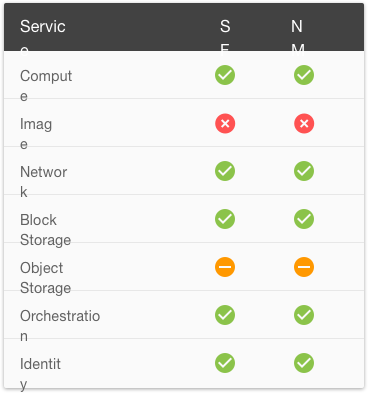 Servic S N
e F M
Comput
e
Imag
e
Networ
k
Block
Storage
Object
Storage
Orchestratio
n
Identit
y